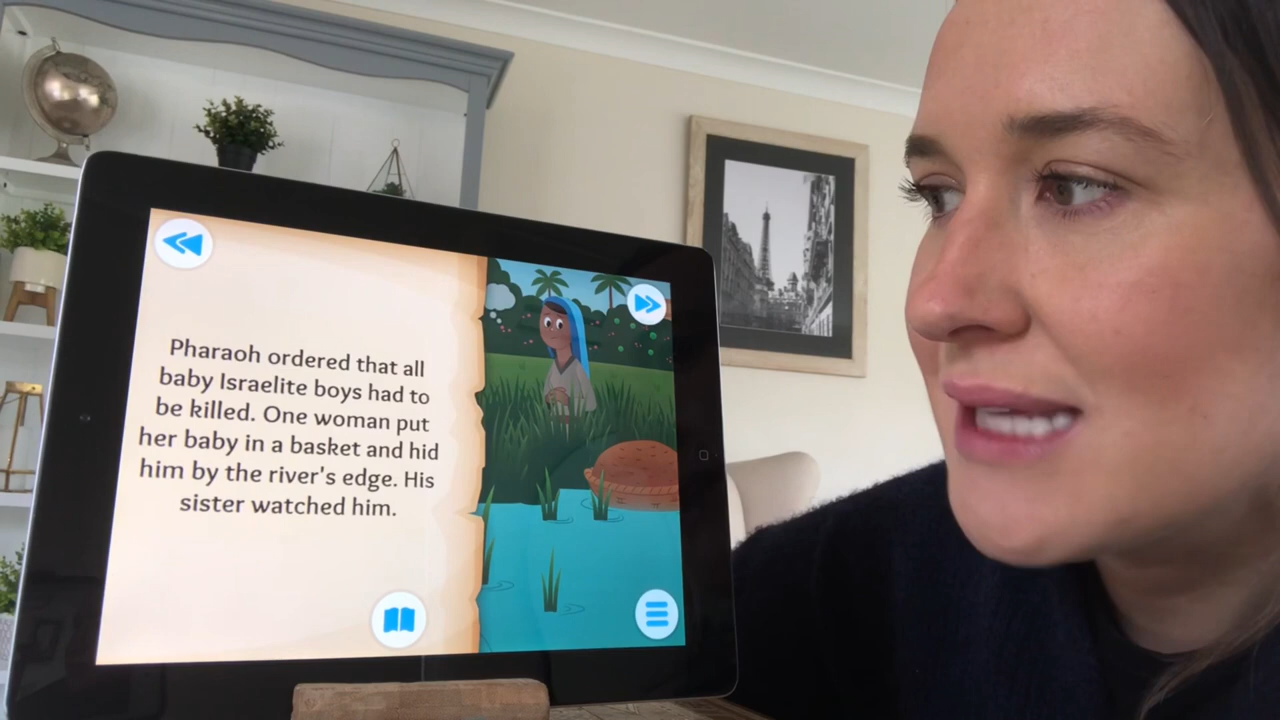 Pharaoh ordered that all
baby Israelite boys had to
be killed. One woman put
her baby in a basket and hid
him by the river's edge. His
sister watched him.